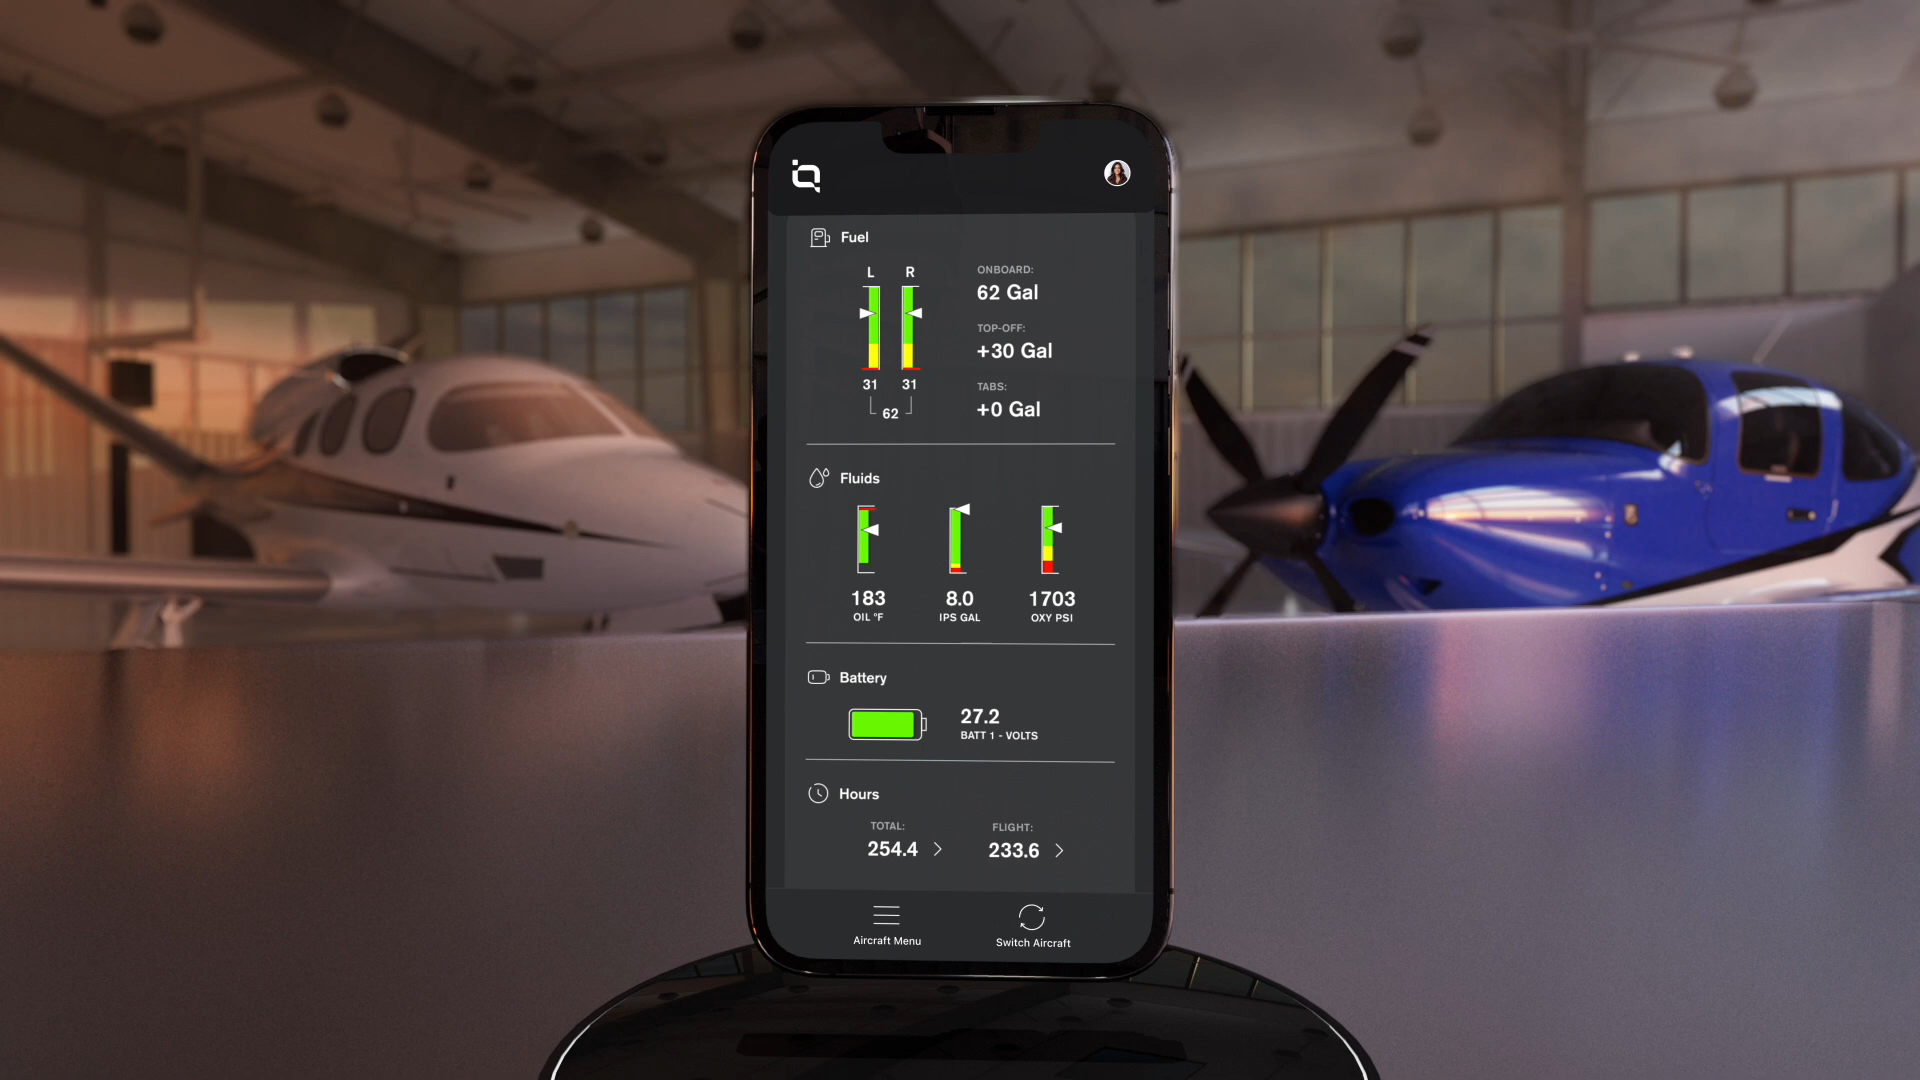 iQ
Fuel
L R
31 31
62
ONBOARD:
62 Gal
TOP-OFF:
+30 Gal
TABS:
+0 Gal
Fluids
183 8.0 1703
OIL °F IPS GAL OXY PSI
Battery
27.2
BATT 1 - VOLTS
Hours
TOTAL: FLIGHT:
254.4 233.6
Aircraft Menu Switch Aircraft